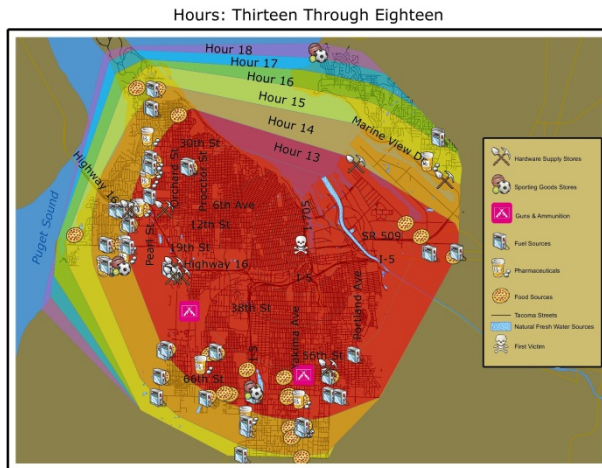 Hours: Thirteen Through Eighteen
Hour 18
Hour 17
Hour 16
Hour 15
Hour 14
Hour 13
Marine View Dr
30th St
Orchard St
Proctor St
Highway 16
6th Ave
12th St
Pearl St
19th St
Highway 16
I-705
SR 509
I-5
I-5
Puget Sound
38th St
Yakima Ave
Portland Ave
I-5
56th St
66th St
Hardware Supply Stores
Sporting Goods Stores
Guns & Ammunition
Fuel Sources
Pharmaceuticals
Food Sources
Tacoma Streets
Natural Fresh Water Sources
First Victim